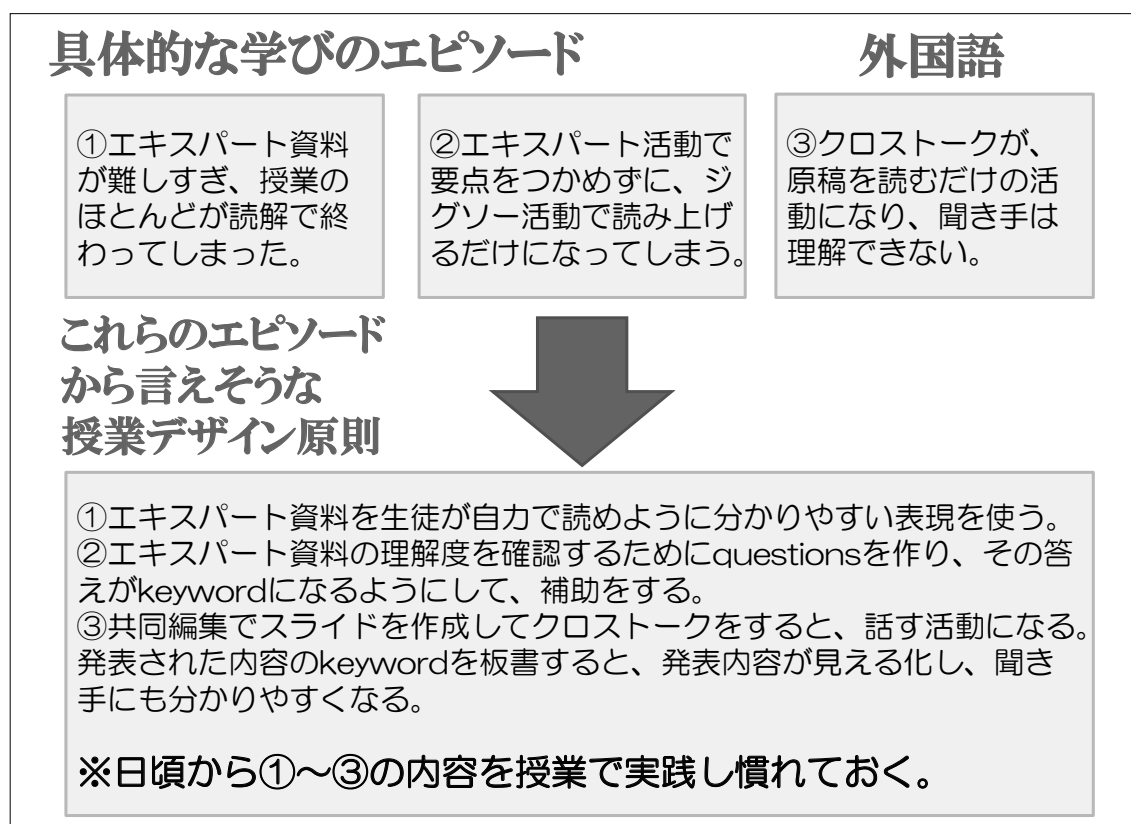 具体的な学びのエピソード
外国語
①エキスパート資料
が難しすぎ、授業の
ほとんどが読解で終
わってしまった。
②エキスパート活動で
要点をつかめずに、ジ
グソー活動で読み上げ
るだけになってしまう。
③クロストークが、
原稿を読むだけの活
動になり、聞き手は
理解できない。
これらのエピソード
から言えそうな
授業デザイン原則
①エキスパート資料を生徒が自力で読めように分かりやすい表現を使う。
②エキスパート資料の理解度を確認するためにquestionsを作り、その答
えがkeywordになるようにして、補助をする。
③共同編集でスライドを作成してクロストークをすると、話す活動になる。
発表された内容のkeywordを板書すると、発表内容が見える化し、聞き
手にも分かりやすくなる。
※日頃から①～③の内容を授業で実践し慣れておく。